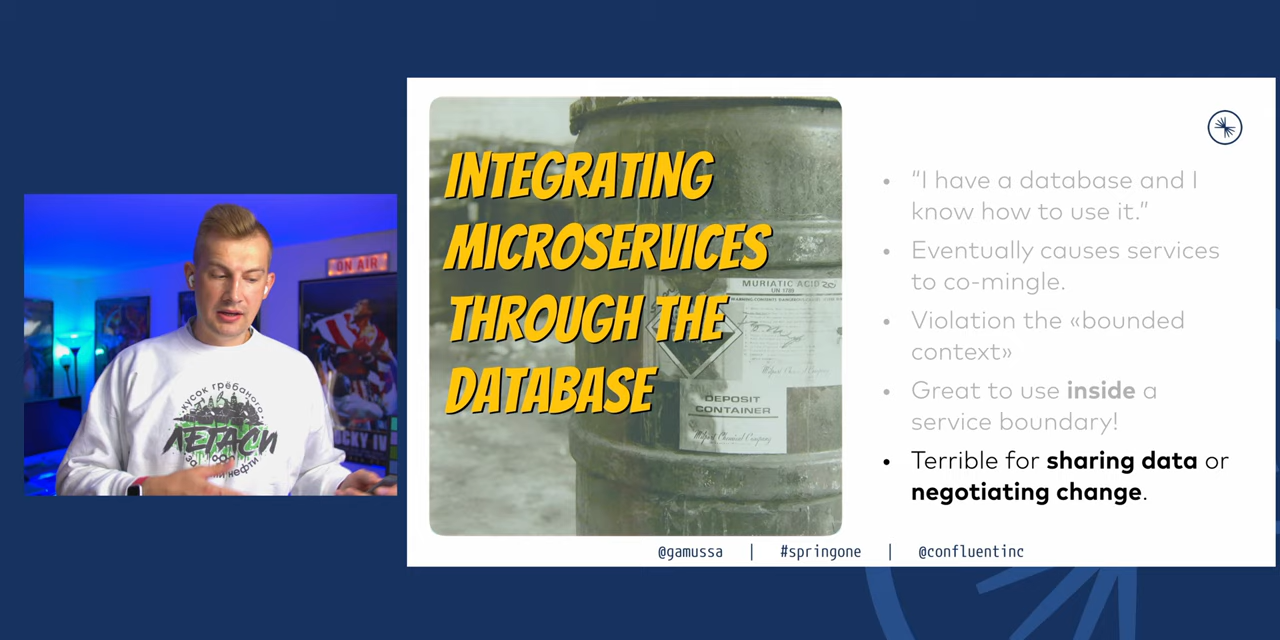 INTEGRATING
MICROSERVICES
THROUGH THE
DATABASE
MURIATIC ACID
DEPOSIT
CONTAINER
“I have a database and I
know how to use it.”
Eventually causes services
to co-mingle.
Violation the «bounded
context»
Great to use inside a
service boundary!
Terrible for sharing data or
negotiating change.
@gamussa | #springone | @confluentinc
ON AIR
кусок грёбаного
ЛЕГАСИ